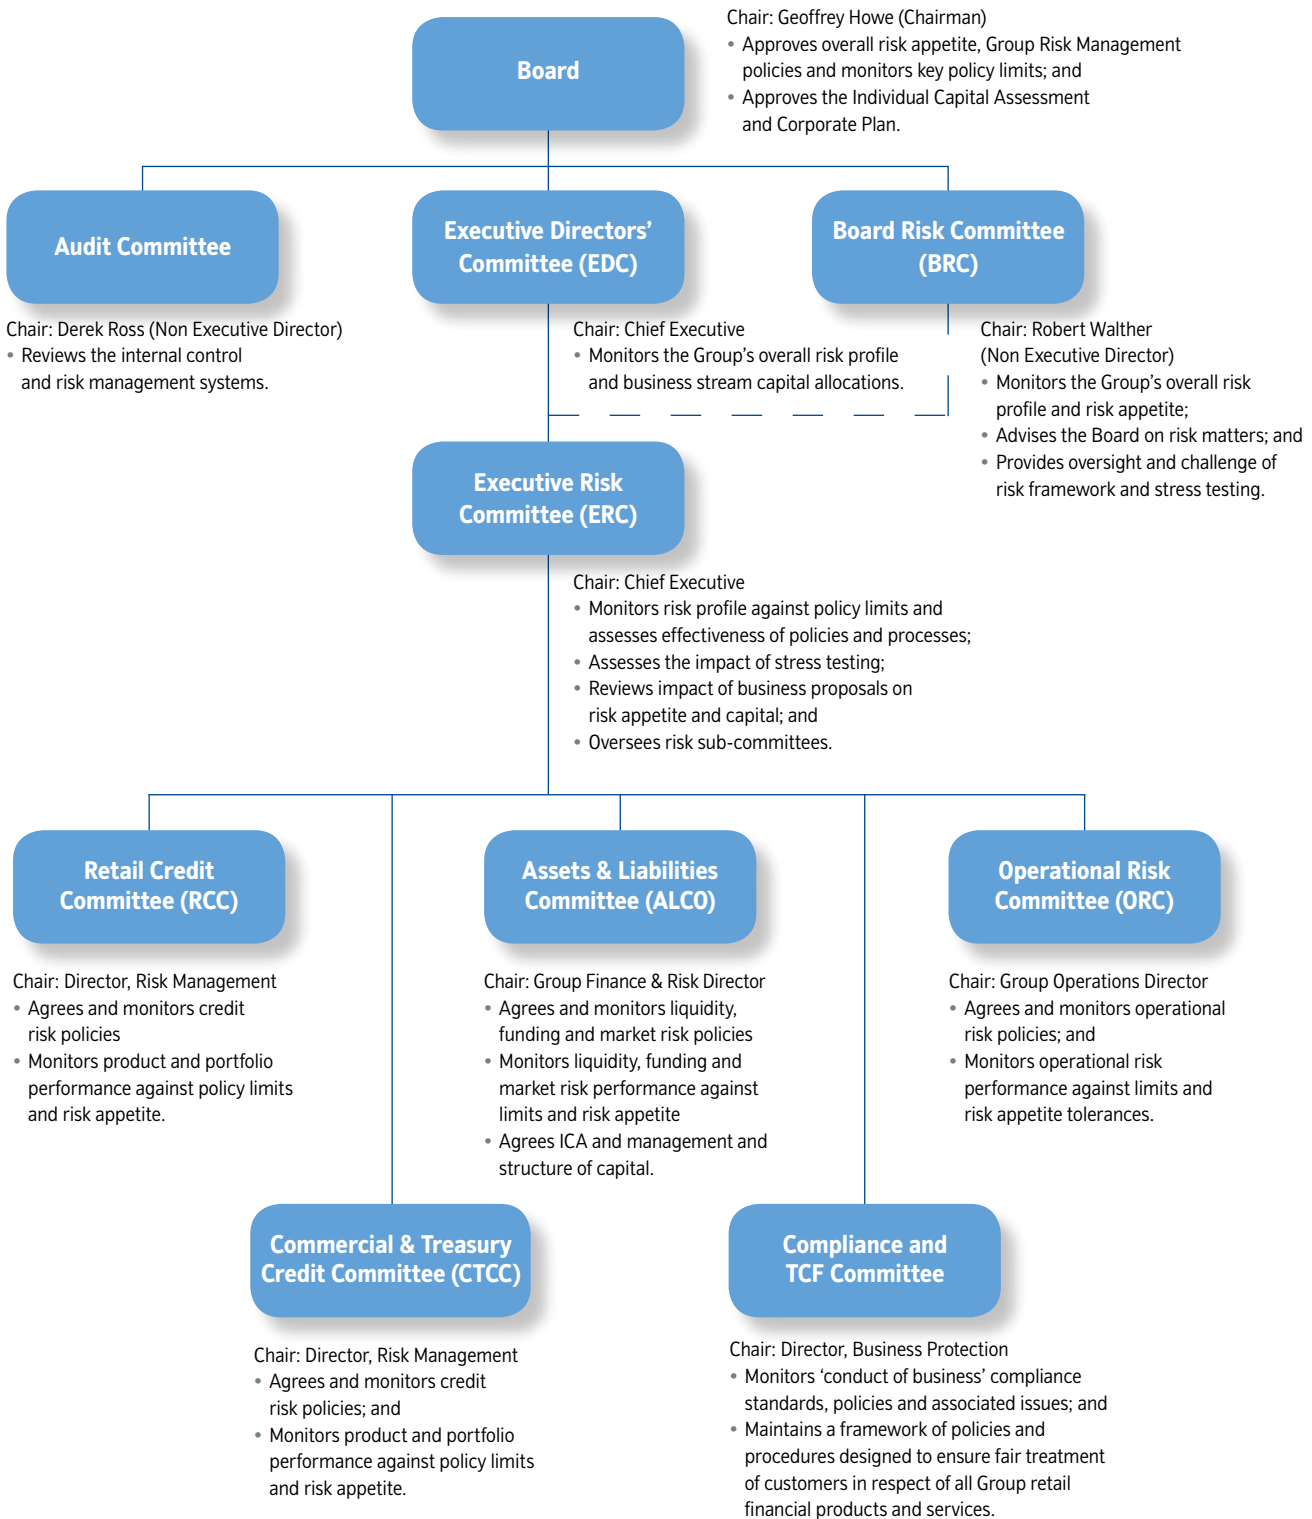 Board
Chair: Geoffrey Howe (Chairman)
• Approves overall risk appetite, Group Risk Management
policies and monitors key policy limits; and
• Approves the Individual Capital Assessment
and Corporate Plan.
Audit Committee
Chair: Derek Ross (Non Executive Director)
• Reviews the internal control
and risk management systems.
Executive Directors’
Committee (EDC)
Chair: Chief Executive
• Monitors the Group’s overall risk profile
and business stream capital allocations.
Board Risk Committee
(BRC)
Chair: Robert Walther
(Non Executive Director)
• Monitors the Group’s overall risk
profile and risk appetite;
• Advises the Board on risk matters; and
• Provides oversight and challenge of
risk framework and stress testing.
Executive Risk
Committee (ERC)
Chair: Chief Executive
• Monitors risk profile against policy limits and
assesses effectiveness of policies and processes;
• Assesses the impact of stress testing;
• Reviews impact of business proposals on
risk appetite and capital; and
• Oversees risk sub-committees.
Retail Credit
Committee (RCC)
Chair: Director, Risk Management
• Agrees and monitors credit
risk policies
• Monitors product and portfolio
performance against policy limits
and risk appetite.
Assets & Liabilities
Committee (ALCO)
Chair: Group Finance & Risk Director
• Agrees and monitors liquidity,
funding and market risk policies
• Monitors liquidity, funding and
market risk performance against
limits and risk appetite
• Agrees ICA and management and
structure of capital.
Operational Risk
Committee (ORC)
Chair: Group Operations Director
• Agrees and monitors operational
risk policies; and
• Monitors operational risk
performance against limits and
risk appetite tolerances.
Commercial & Treasury
Credit Committee (CTCC)
Chair: Director, Risk Management
• Agrees and monitors credit
risk policies; and
• Monitors product and portfolio
performance against policy limits
and risk appetite.
Compliance and
TCF Committee
Chair: Director, Business Protection
• Monitors ‘conduct of business’ compliance
standards, policies and associated issues; and
• Maintains a framework of policies and
procedures designed to ensure fair treatment
of customers in respect of all Group retail
financial products and services.